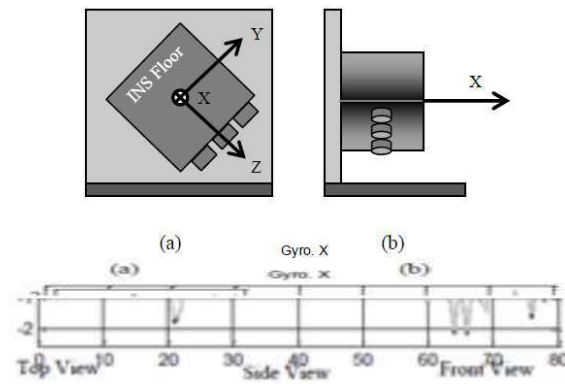 Y
INS Floor
X
Z
X
(a)
(b)
Gyro. X
(a)
Gyro. X
(b)
-2
0 10 20 30 40 50 60 70 80
Top View
Side View
Front View